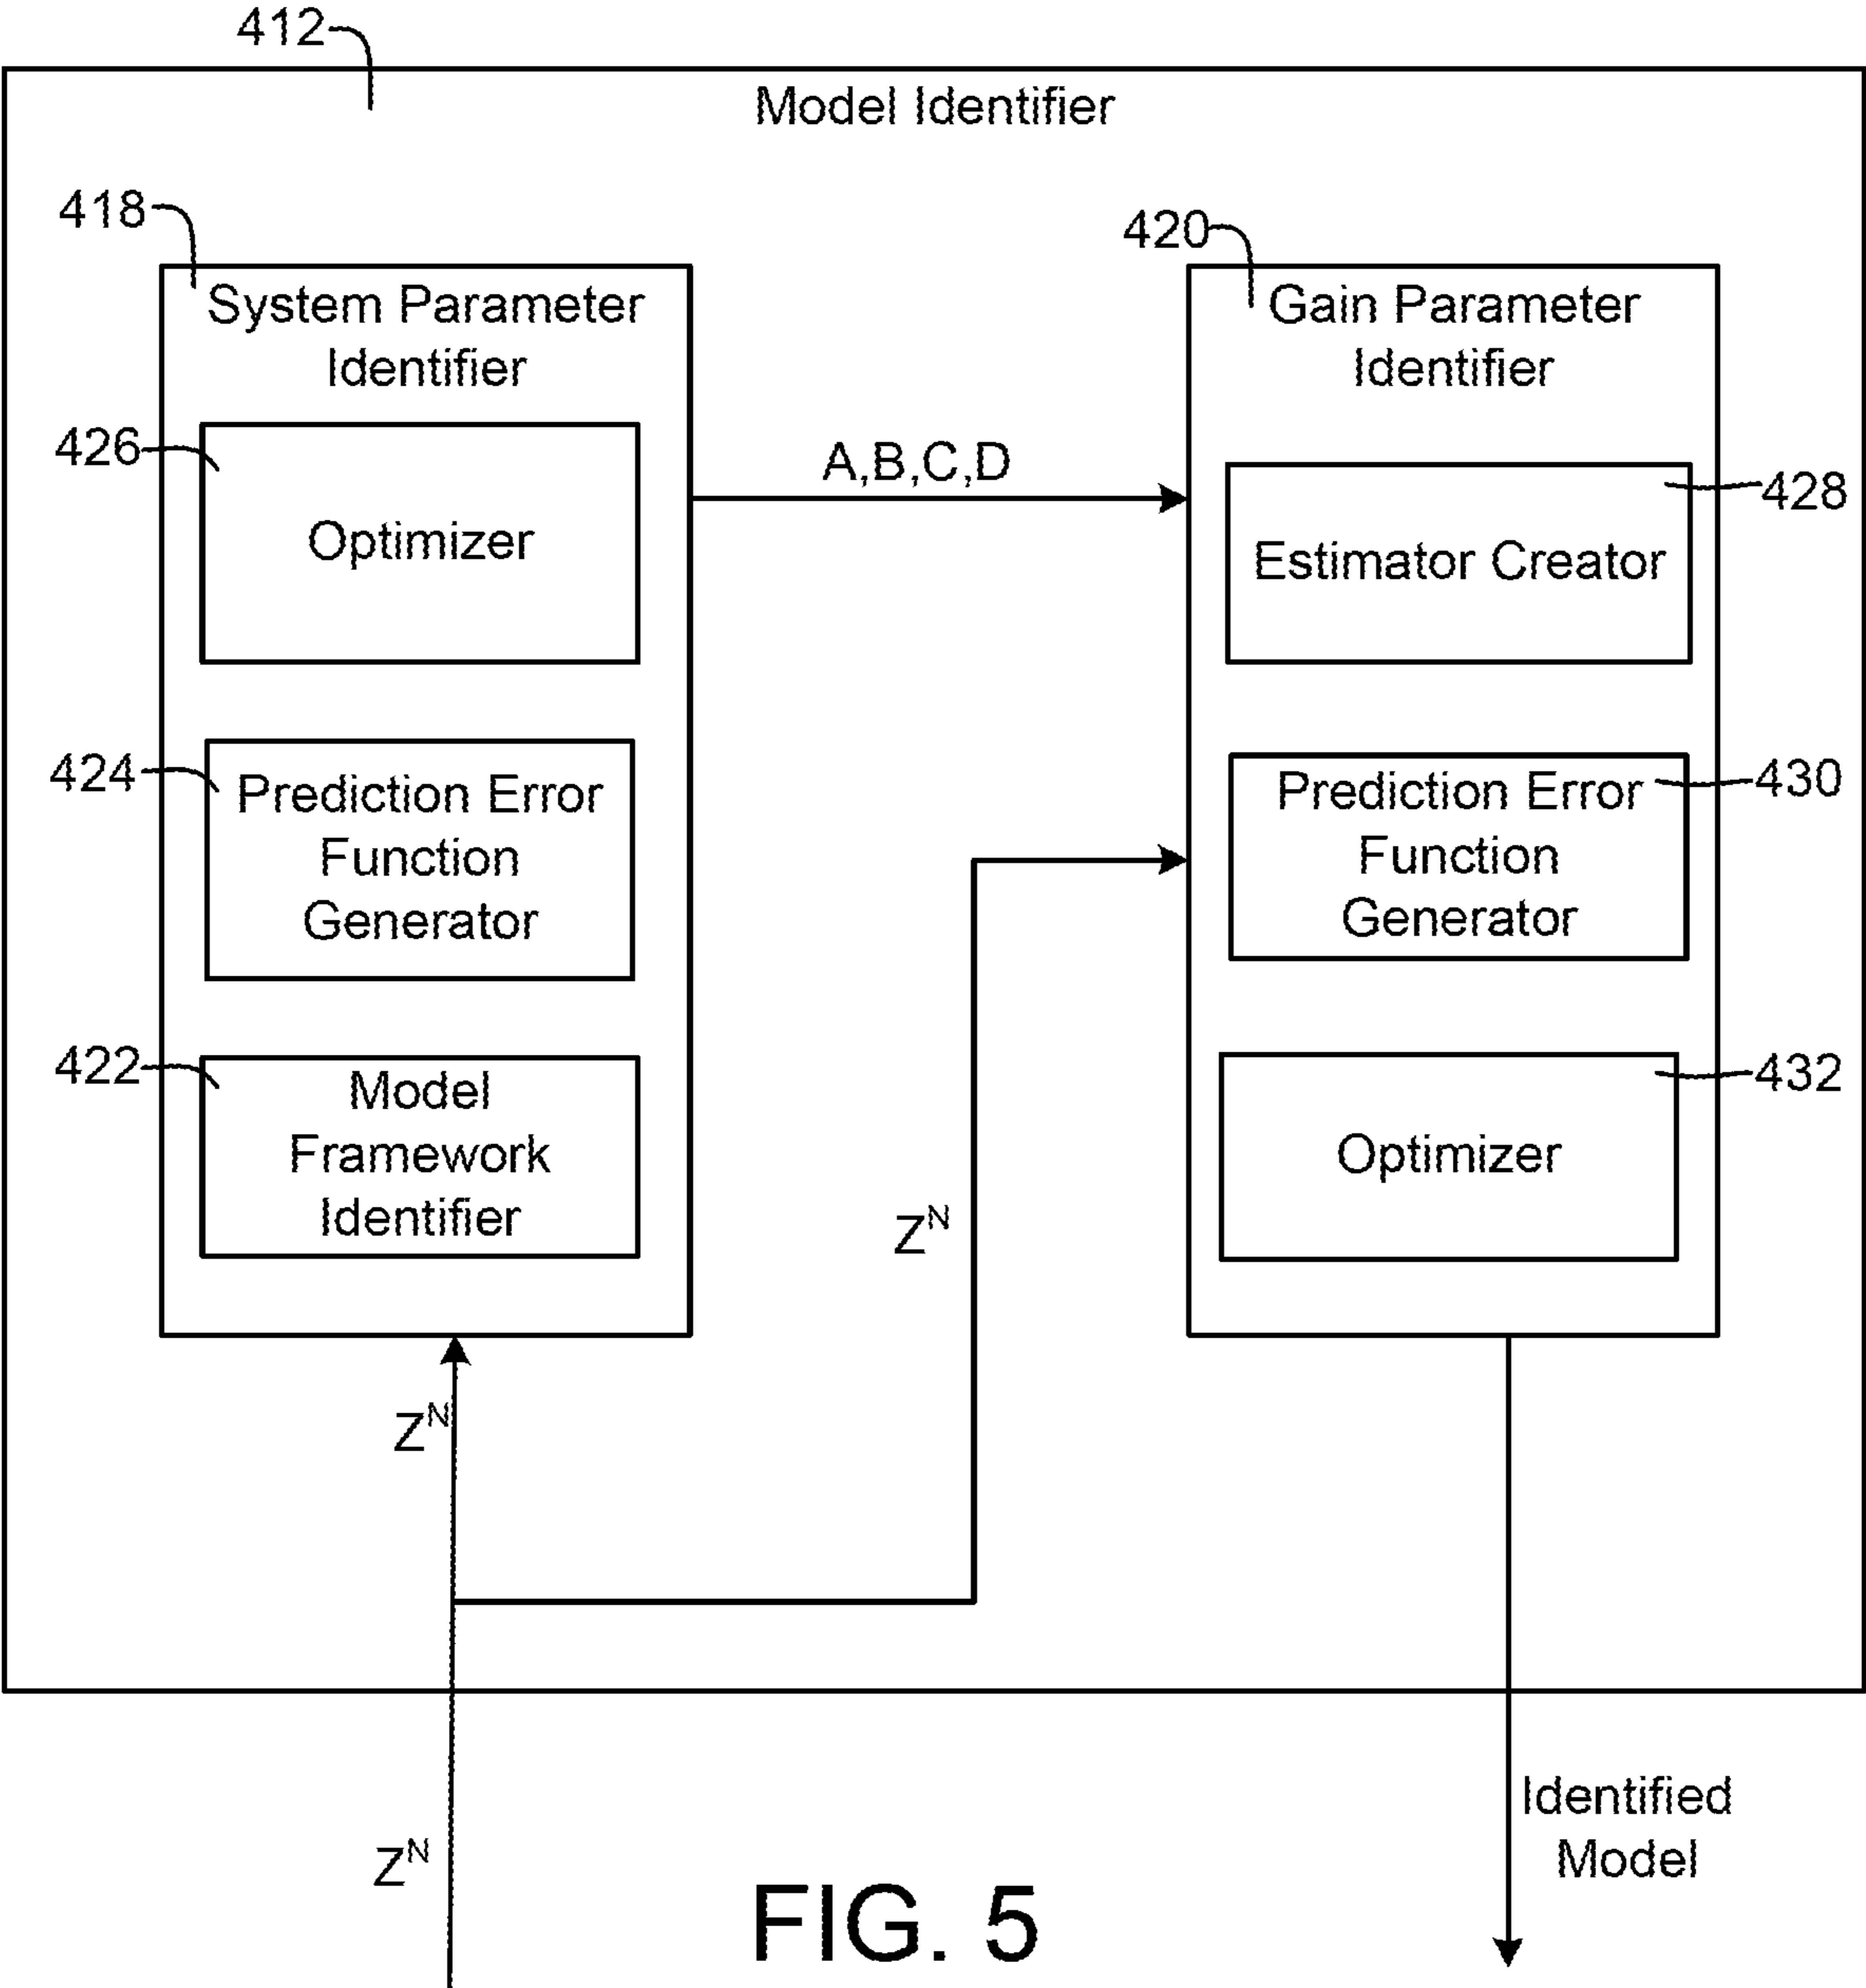 412
Model Identifier
418
System Parameter
Identifier
426
Optimizer
424
Prediction Error
Function
Generator
422
Model
Framework
Identifier
A,B,C,D
420
Gain Parameter
Identifier
428
Estimator Creator
430
Prediction Error
Function
Generator
432
Optimizer
Z^N
Z^N
Z^N
Identified
Model
FIG. 5